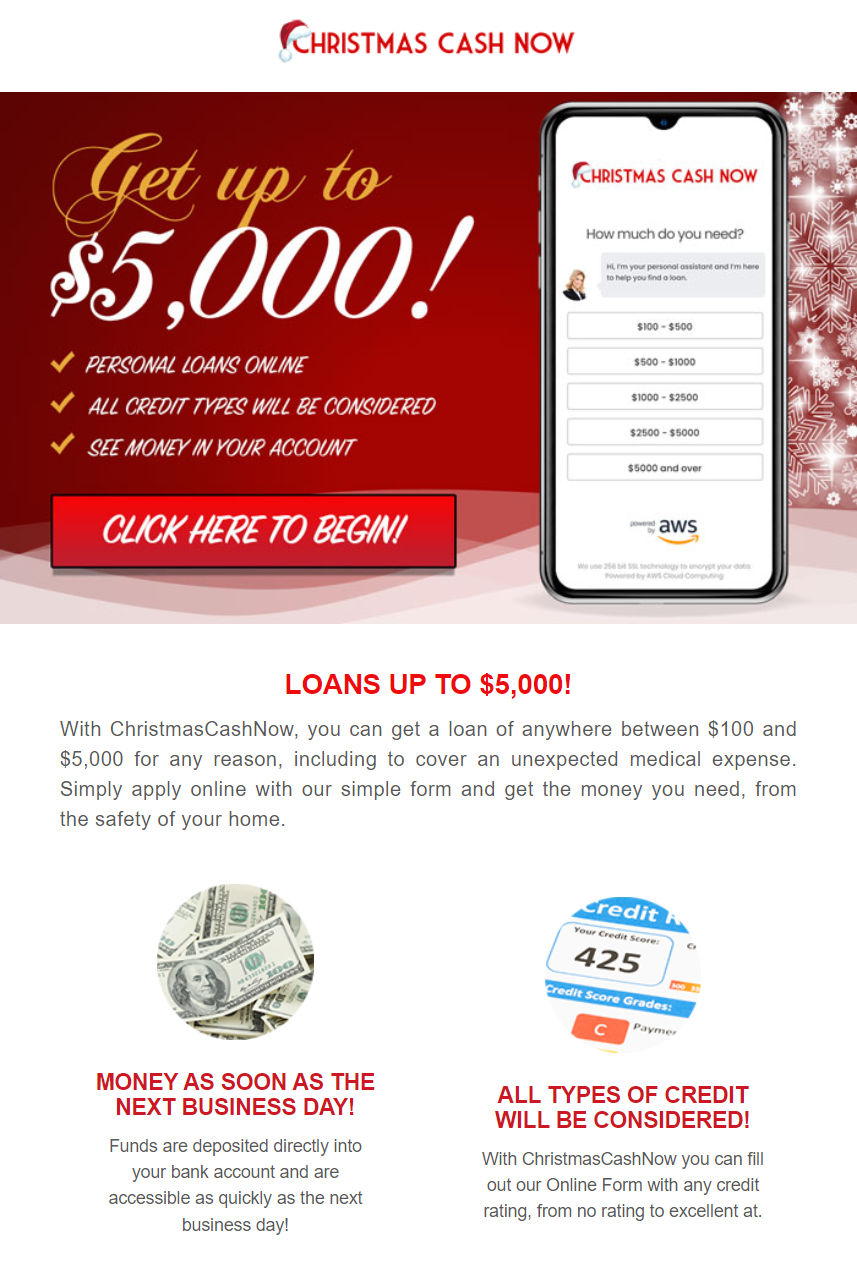 CHRISTMAS CASH NOW
Get up to
$5,000!
PERSONAL LOANS ONLINE
ALL CREDIT TYPES WILL BE CONSIDERED
SEE MONEY IN YOUR ACCOUNT
CLICK HERE TO BEGIN!
CHRISTMAS CASH NOW
How much do you need?
Hi, I'm your personal assistant and I'm here
to help you find a loan.
$100 - $500
$500 - $1000
$1000 - $2500
$2500 - $5000
$5000 and over
powered
by aws
We use 256 bit SSL technology to encrypt your data
Powered by AWS Cloud Computing
LOANS UP TO $5,000!
With ChristmasCashNow, you can get a loan of anywhere between $100 and
$5,000 for any reason, including to cover an unexpected medical expense.
Simply apply online with our simple form and get the money you need, from
the safety of your home.
100
100
MONEY AS SOON AS THE
NEXT BUSINESS DAY!
Funds are deposited directly into
your bank account and are
accessible as quickly as the next
business day!
Credit R
Your Credit Score:
425
300
Credit Score Grades:
C
Paymer
ALL TYPES OF CREDIT
WILL BE CONSIDERED!
With ChristmasCashNow you can fill
out our Online Form with any credit
rating, from no rating to excellent at.